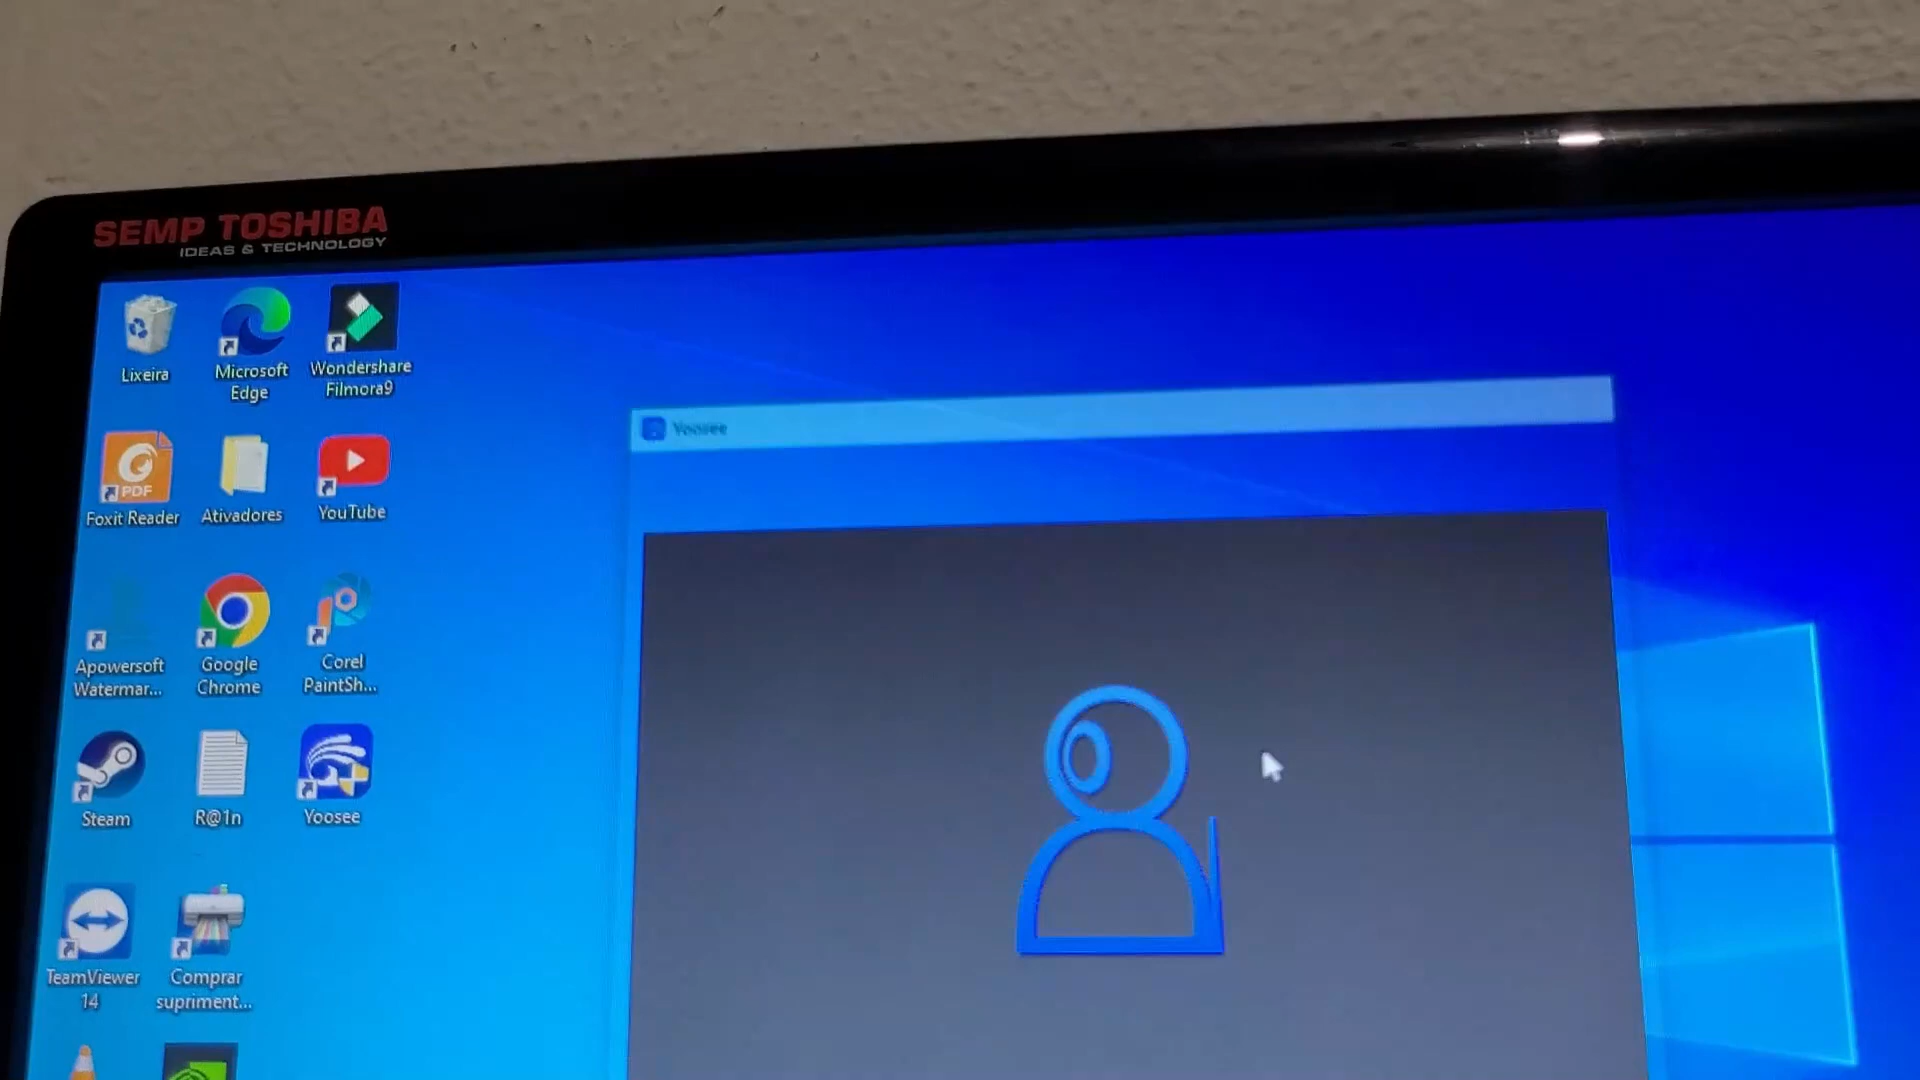 SEMP TOSHIBA
IDEAS & TECHNOLOGY
Lixeira
Microsoft
Edge
Wondershare
Filmora9
Yoosee
PDF
Foxit Reader
Ativadores
YouTube
Apowersoft
Watermar...
Google
Chrome
Corel
PaintSh...
Steam
R@1n
Yoosee
TeamViewer
14
Comprar
supriment...